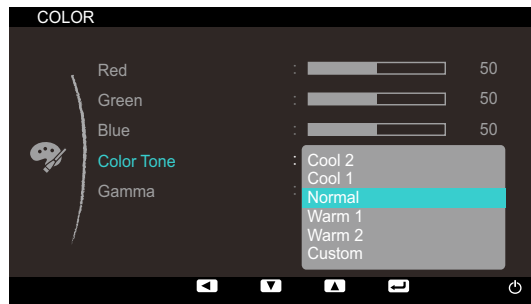 COLOR
Red : 50
Green : 50
Blue : 50
Color Tone : Cool 2
Cool 1
Gamma : Normal
Warm 1
Warm 2
Custom